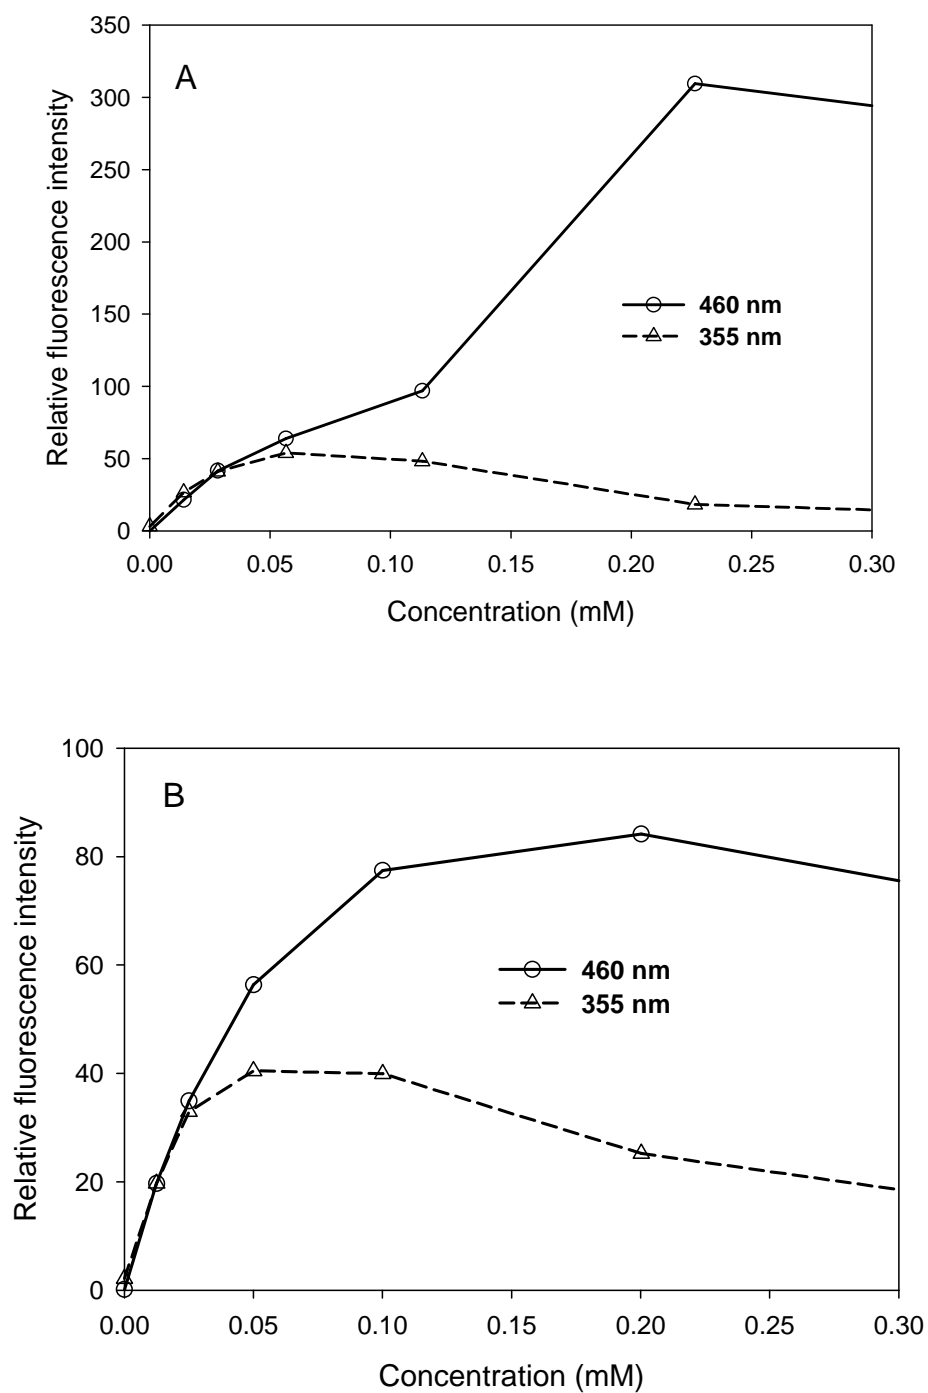 350
A
300
250
200
150
100
50
0
Relative fluorescence intensity
460 nm
355 nm
0.00 0.05 0.10 0.15 0.20 0.25 0.30
Concentration (mM)
100
B
80
60
40
20
0
Relative fluorescence intensity
460 nm
355 nm
0.00 0.05 0.10 0.15 0.20 0.25 0.30
Concentration (mM)